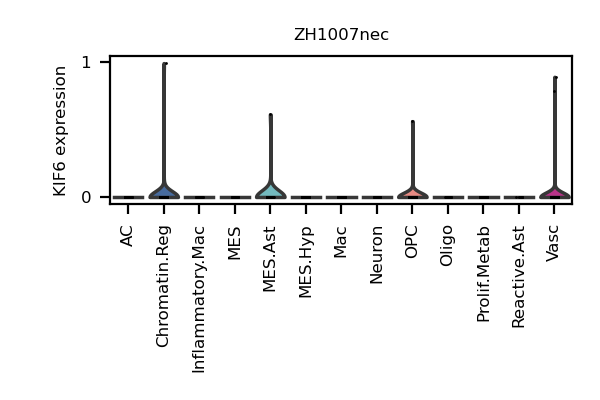 ZH1007nec
KIF6 expression
1
0
AC
Chromatin.Reg
Inflammatory.Mac
MES
MES.Ast
MES.Hyp
Mac
Neuron
OPC
Oligo
Prolif.Metab
Reactive.Ast
Vasc